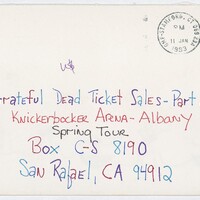 Grateful Dead Ticket Sales-Part
Knickerbocker Arena-Albany
Spring Tour
Box C-S 8190
San Rafael, CA 94912